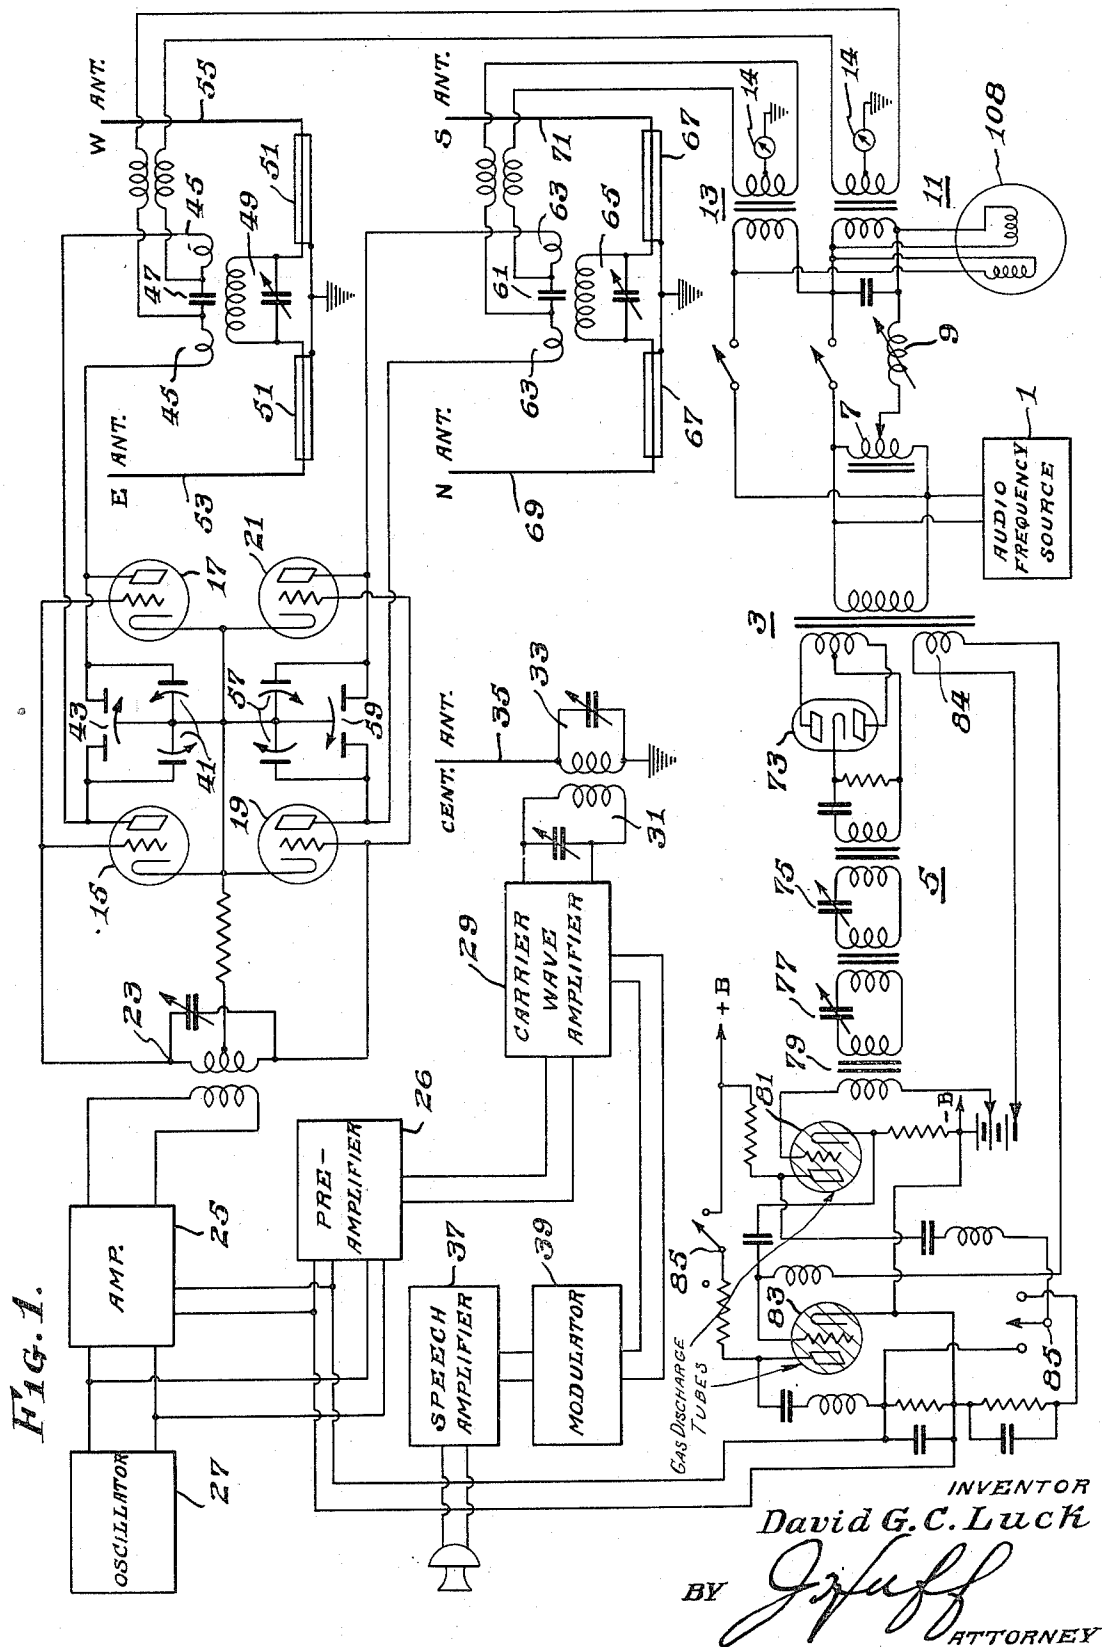 Fig.1.
OSCILLATOR
27
AMP.
25
23
15
17
19
21
43
41
57
59
E ANT.
53
W ANT.
55
45
47
45
49
51
51
N ANT.
69
S ANT.
71
63
61
63
65
67
67
PRE-
AMPLIFIER
26
SPEECH
AMPLIFIER
37
MODULATOR
39
CARRIER
WAVE
AMPLIFIER
29
CENT. ANT.
35
33
31
13
14
14
11
108
9
7
AUDIO
FREQUENCY
SOURCE
1
3
84
73
75
5
77
79
81
+B
-B
85
83
85
GAS DISCHARGE
TUBES
INVENTOR
David G. C. Luck
BY
ATTORNEY